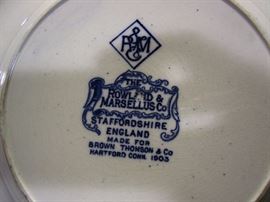 R&M
THE
ROWLAND &
MARSELLUS CO
STAFFORDSHIRE
ENGLAND
MADE FOR
BROWN THOMSON & CO
HARTFORD CONN. 1903